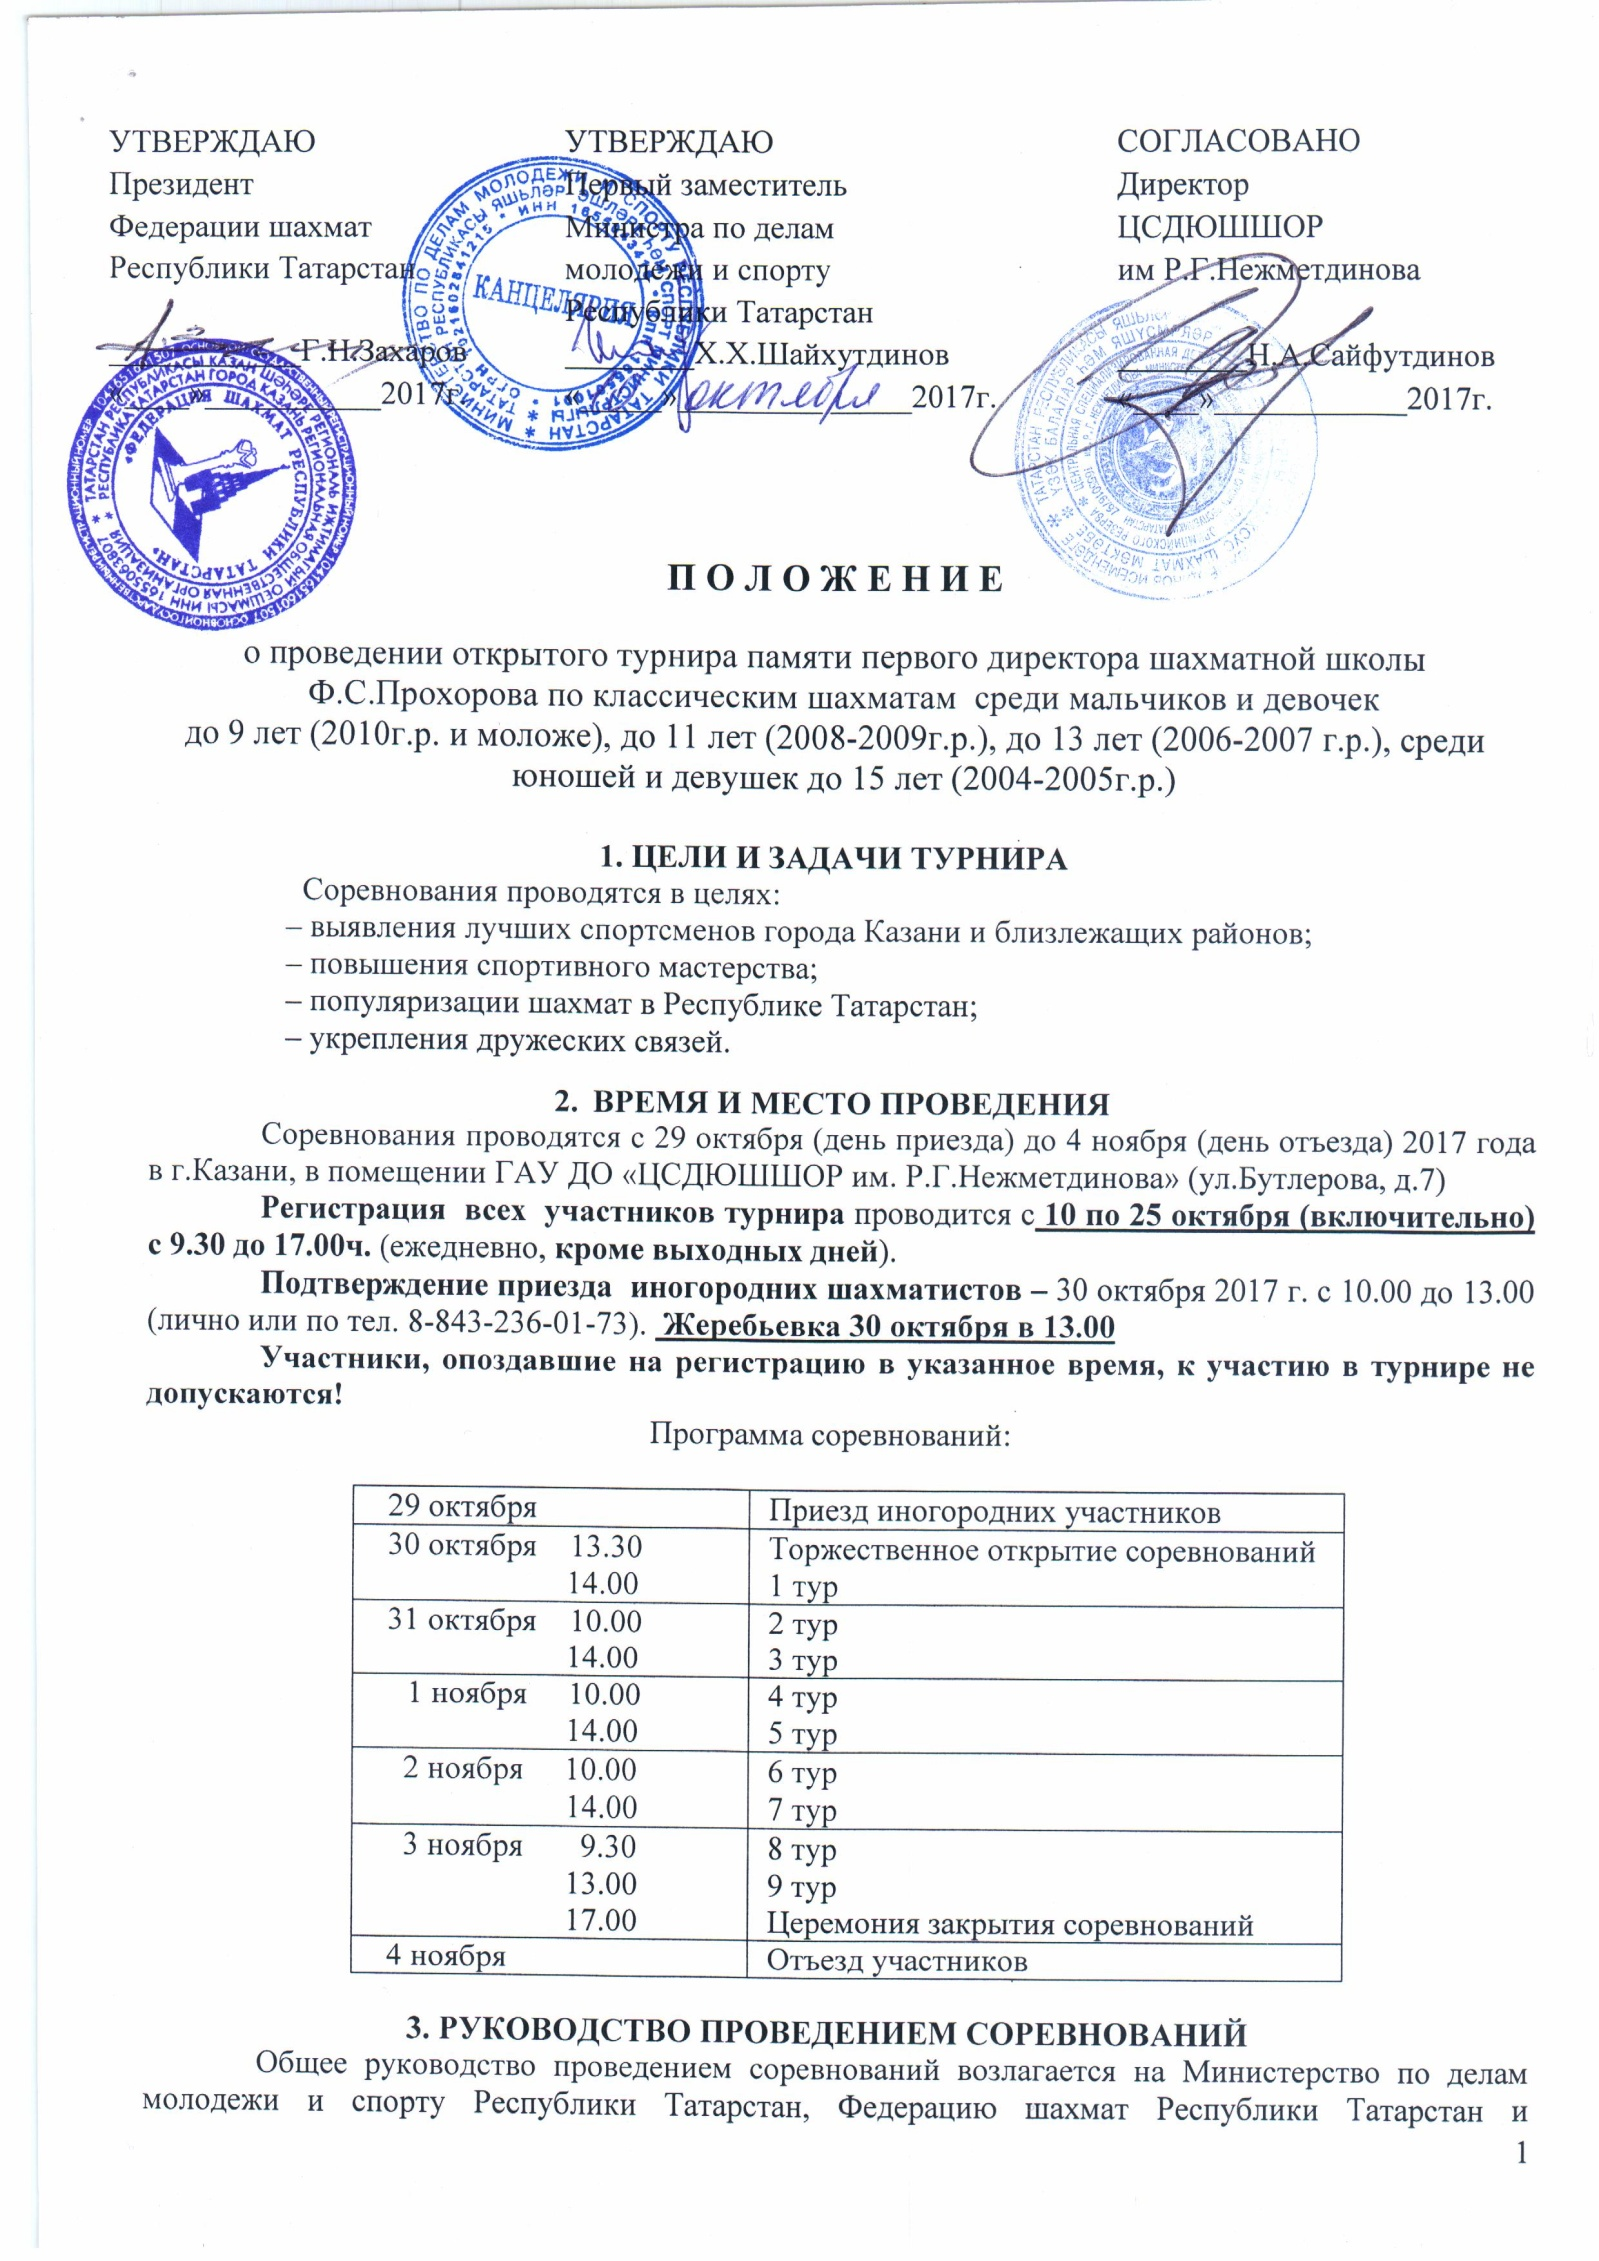 УТВЕРЖДАЮ
Президент
Федерации шахмат
Республики Татарстан
Г.Н.Захаров
«_____»___________2017г.
УТВЕРЖДАЮ
Первый заместитель
Министра по делам
молодежи и спорту
Республики Татарстан
________Х.Х.Шайхутдинов
«_____» октября 2017г.
СОГЛАСОВАНО
Директор
ЦСДЮШШОР
им Р.Г.Нежметдинова
________Н.А.Сайфутдинов
«____»____________2017г.
КАНЦЕЛЯРИЯ
«ФЕДЕРАЦИЯ ШАХМАТ РЕСПУБЛИКИ ТАТАРСТАН»
П О Л О Ж Е Н И Е
о проведении открытого турнира памяти первого директора шахматной школы
Ф.С.Прохорова по классическим шахматам среди мальчиков и девочек
до 9 лет (2010г.р. и моложе), до 11 лет (2008-2009г.р.), до 13 лет (2006-2007 г.р.), среди
юношей и девушек до 15 лет (2004-2005г.р.)
1. ЦЕЛИ И ЗАДАЧИ ТУРНИРА
Соревнования проводятся в целях:
– выявления лучших спортсменов города Казани и близлежащих районов;
– повышения спортивного мастерства;
– популяризации шахмат в Республике Татарстан;
– укрепления дружеских связей.
2. ВРЕМЯ И МЕСТО ПРОВЕДЕНИЯ
Соревнования проводятся с 29 октября (день приезда) до 4 ноября (день отъезда) 2017 года
в г.Казани, в помещении ГАУ ДО «ЦСДЮШШОР им. Р.Г.Нежметдинова» (ул.Бутлерова, д.7)
Регистрация всех участников турнира проводится с 10 по 25 октября (включительно)
с 9.30 до 17.00ч. (ежедневно, кроме выходных дней).
Подтверждение приезда иногородних шахматистов – 30 октября 2017 г. с 10.00 до 13.00
(лично или по тел. 8-843-236-01-73). Жеребьевка 30 октября в 13.00
Участники, опоздавшие на регистрацию в указанное время, к участию в турнире не
допускаются!
Программа соревнований:
29 октября Приезд иногородних участников
30 октября 13.30 Торжественное открытие соревнований
14.00 1 тур
31 октября 10.00 2 тур
14.00 3 тур
1 ноября 10.00 4 тур
14.00 5 тур
2 ноября 10.00 6 тур
14.00 7 тур
3 ноября 9.30 8 тур
13.00 9 тур
17.00 Церемония закрытия соревнований
4 ноября Отъезд участников
3. РУКОВОДСТВО ПРОВЕДЕНИЕМ СОРЕВНОВАНИЙ
Общее руководство проведением соревнований возлагается на Министерство по делам
молодежи и спорту Республики Татарстан, Федерацию шахмат Республики Татарстан и
1